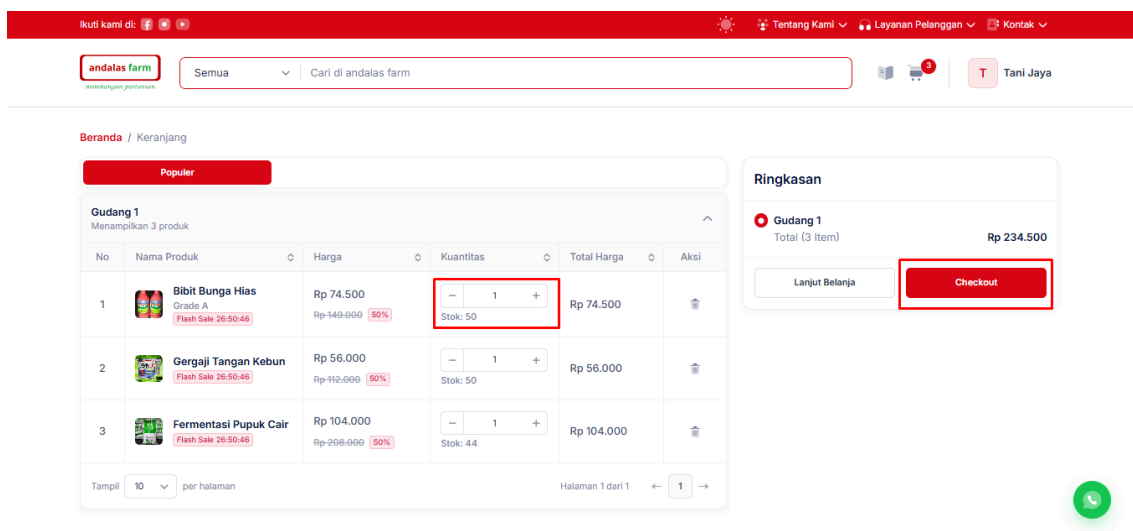 Ikuti kami di:
Tentang Kami
Layanan Pelanggan
Kontak
andalas farm
membangun pertanian
Semua
Cari di andalas farm
3
T
Tani Jaya
Beranda / Keranjang
Populer
Gudang 1
Menampilkan 3 produk
No Nama Produk Harga Kuantitas Total Harga Aksi
1
Bibit Bunga Hias
Grade A
Flash Sale 26:50:46
Rp 74.500
Rp 149.000 50%
− 1 +
Stok: 50
Rp 74.500
2
Gergaji Tangan Kebun
Flash Sale 26:50:46
Rp 56.000
Rp 112.000 50%
− 1 +
Stok: 50
Rp 56.000
3
Fermentasi Pupuk Cair
Flash Sale 26:50:46
Rp 104.000
Rp 208.000 50%
− 1 +
Stok: 44
Rp 104.000
Tampil 10 per halaman
Halaman 1 dari 1 ← 1 →
Ringkasan
Gudang 1
Total (3 Item) Rp 234.500
Lanjut Belanja
Checkout